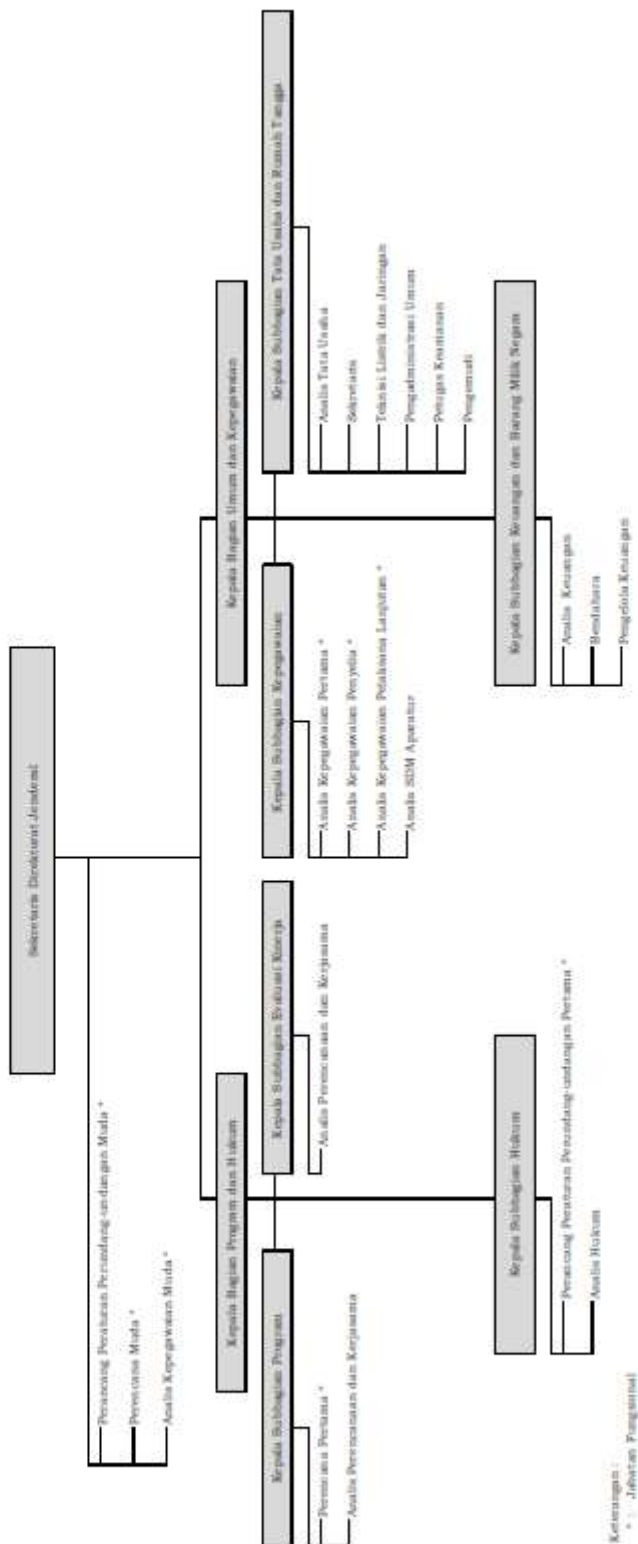 Sekretaris Direktorat Jenderal
Perancang Peraturan Perundang-undangan Muda *
Perencana Muda *
Analis Kepegawaian Muda *
Kepala Bagian Program dan Hukum
Kepala Bagian Umum dan Kepegawaian
Kepala Subbagian Program
Perencana Pertama *
Analis Perencanaan dan Kerjasama
Kepala Subbagian Evaluasi Kinerja
Analis Perencanaan dan Kerjasama
Kepala Subbagian Kepegawaian
Analis Kepegawaian Pertama *
Analis Kepegawaian Penyelia *
Analis Kepegawaian Pelaksana Lanjutan *
Analis SDM Aparatur
Kepala Subbagian Tata Usaha dan Rumah Tangga
Analis Tata Usaha
Sekretaris
Teknisi Listrik dan Jaringan
Pengadministrasi Umum
Petugas Keamanan
Pengemudi
Kepala Subbagian Hukum
Perancang Peraturan Perundang-undangan Pertama *
Analis Hukum
Kepala Subbagian Keuangan dan Barang Milik Negara
Analis Keuangan
Bendahara
Pengelola Keuangan
Keterangan :
* : Jabatan Fungsional